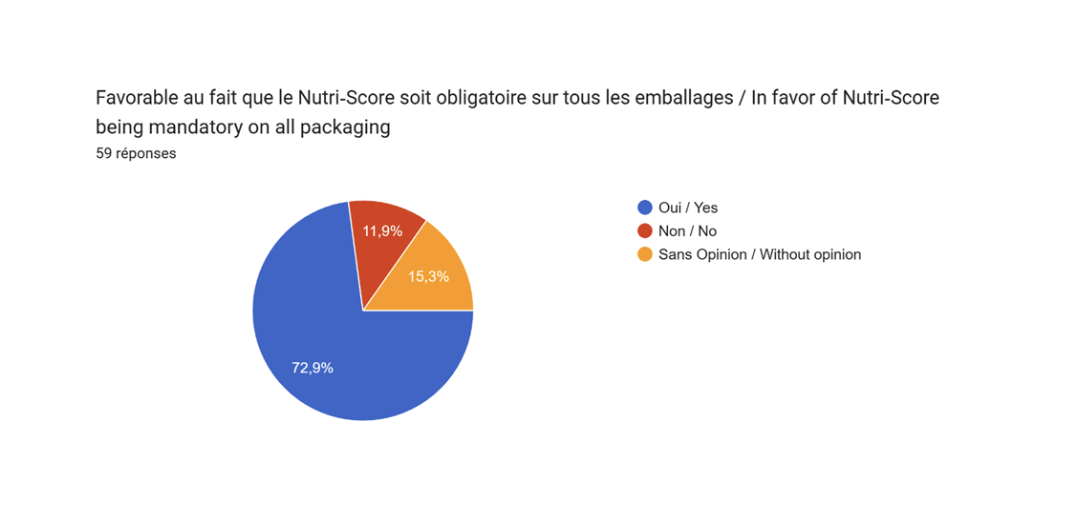 Favorable au fait que le Nutri-Score soit obligatoire sur tous les emballages / In favor of Nutri-Score
being mandatory on all packaging
59 réponses
Oui / Yes
Non / No
Sans Opinion / Without opinion
11,9%
15,3%
72,9%